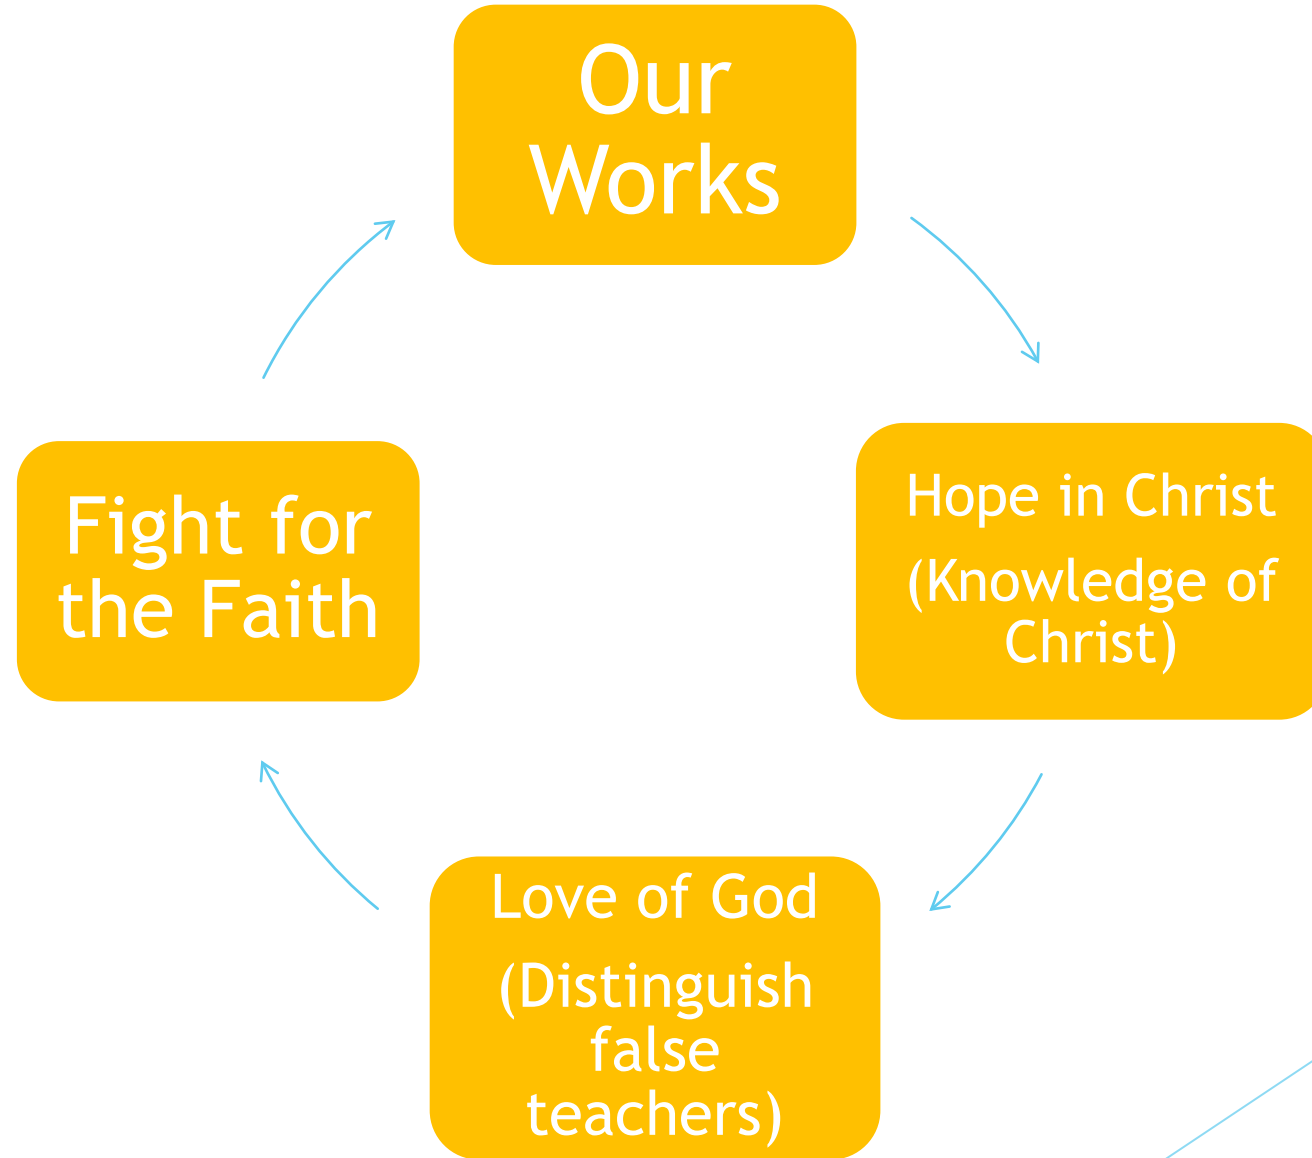 Our
Works
Hope in Christ
(Knowledge of
Christ)
Love of God
(Distinguish
false
teachers)
Fight for
the Faith